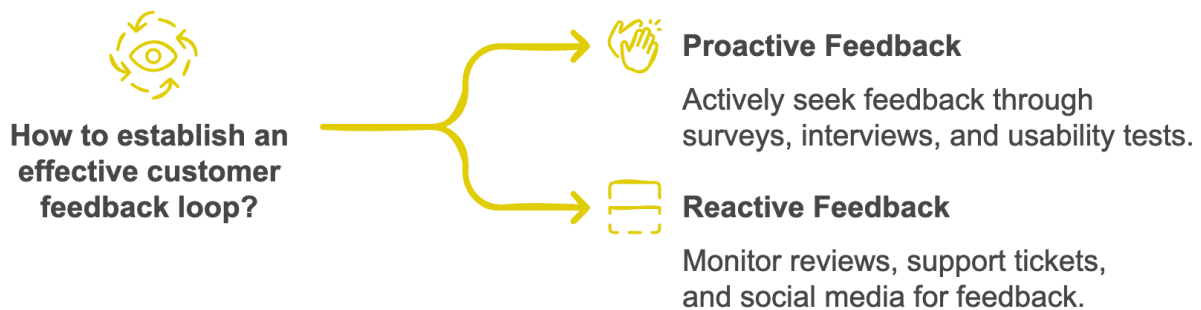 How to establish an
effective customer
feedback loop?
Proactive Feedback
Actively seek feedback through
surveys, interviews, and usability tests.
Reactive Feedback
Monitor reviews, support tickets,
and social media for feedback.